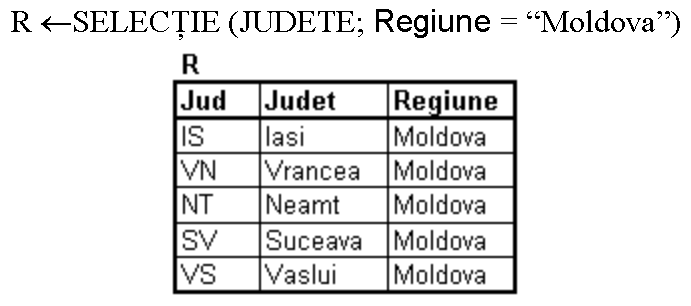 R ←SELECȚIE (JUDETE; Regiune = “Moldova”)
R
Jud Judet Regiune
IS Iasi Moldova
VN Vrancea Moldova
NT Neamt Moldova
SV Suceava Moldova
VS Vaslui Moldova